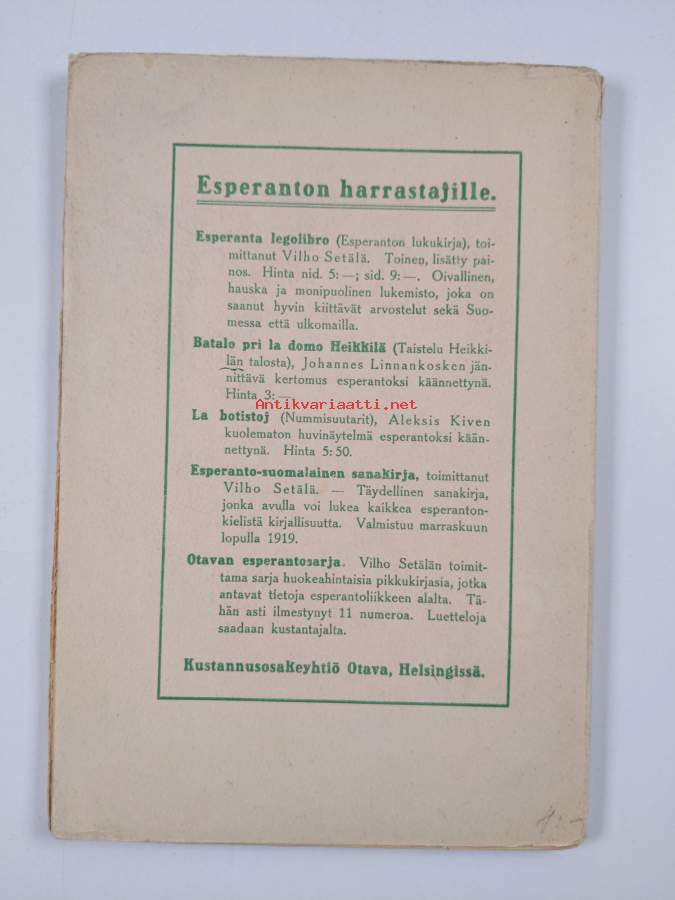 Esperanton harrastajille.
Esperanta legolibro (Esperanton lukukirja), toi-
mittanut Vilho Setälä. Toinen, lisätty pai-
nos. Hinta nid. 5:—; sid. 9:—. Oivallinen,
hauska ja monipuolinen lukemisto, joka on
saanut hyvin kiittävät arvostelut sekä Suo-
messa että ulkomailla.
Batalo pri la domo Heikkilä (Taistelu Heikki-
län talosta), Johannes Linnankosken jän-
nittävä kertomus esperantoksi käännettynä.
Hinta 3:—.
Antikvariaatti.net
La botistoj (Nummisuutarit), Aleksis Kiven
kuolematon huvinäytelmä esperantoksi kään-
nettynä. Hinta 5:50.
Esperanto-suomalainen sanakirja, toimittanut
Vilho Setälä. — Täydellinen sanakirja,
jonka avulla voi lukea kaikkea esperanton-
kielistä kirjallisuutta. Valmistuu marraskuun
lopulla 1919.
Otavan esperantosarja. Vilho Setälän toimit-
tama sarja huokeahintaisia pikkukirjasia, jotka
antavat tietoja esperantoliikkeen alalta. Tä-
hän asti ilmestynyt 11 numeroa. Luetteloja
saadaan kustantajalta.
Kustannusosakeyhtiö Otava, Helsingissä.